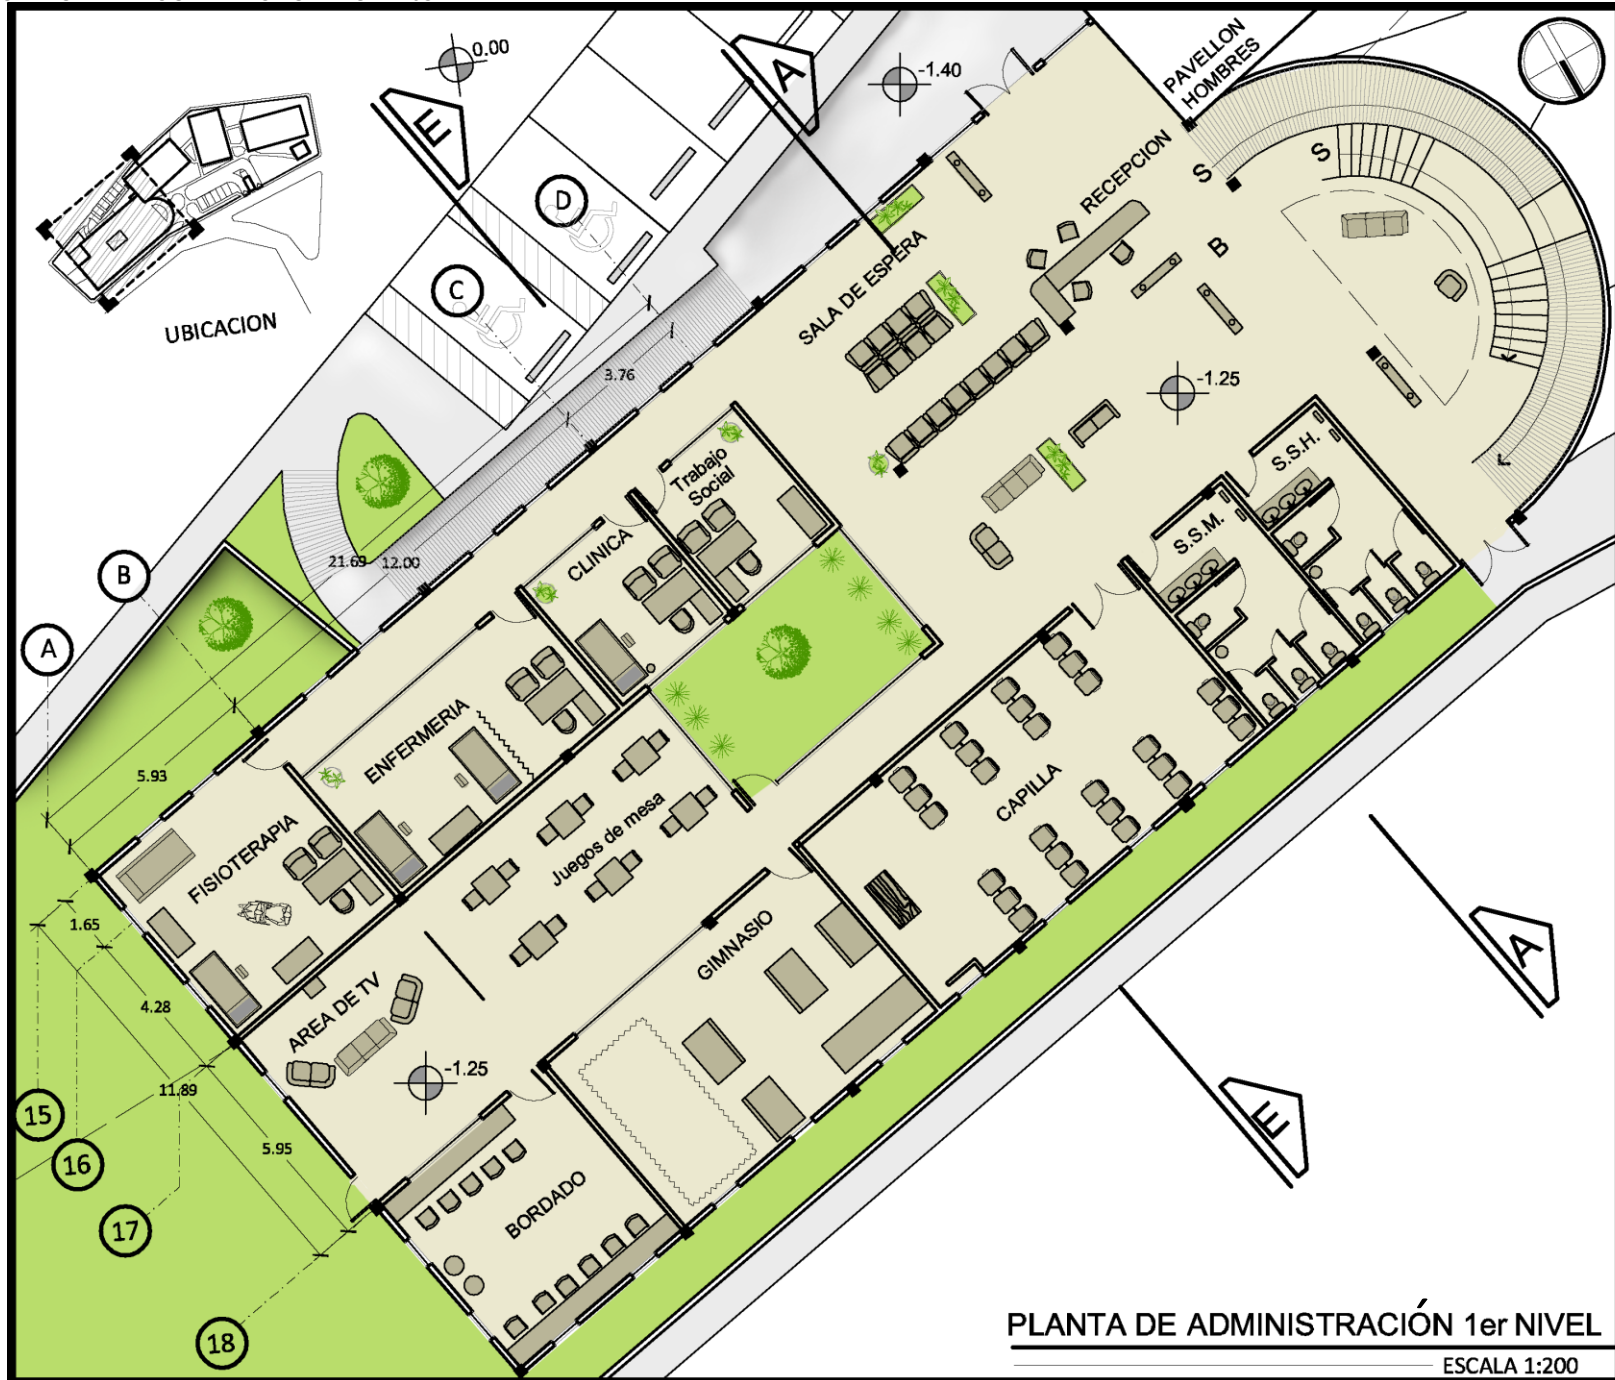 0.00
A
-1.40
PAVELLON
HOMBRES
E
S
S
RECEPCION
D
B
SALA DE ESPERA
C
UBICACION
3.76
-1.25
S.S.H.
Trabajo
Social
S.S.M.
CLINICA
21.69
12.00
B
A
ENFERMERIA
5.93
CAPILLA
Juegos de mesa
FISIOTERAPIA
GIMNASIO
1.65
A
4.28
AREA DE TV
-1.25
11.89
15
E
5.95
16
BORDADO
17
18
PLANTA DE ADMINISTRACIÓN 1er NIVEL
ESCALA 1:200